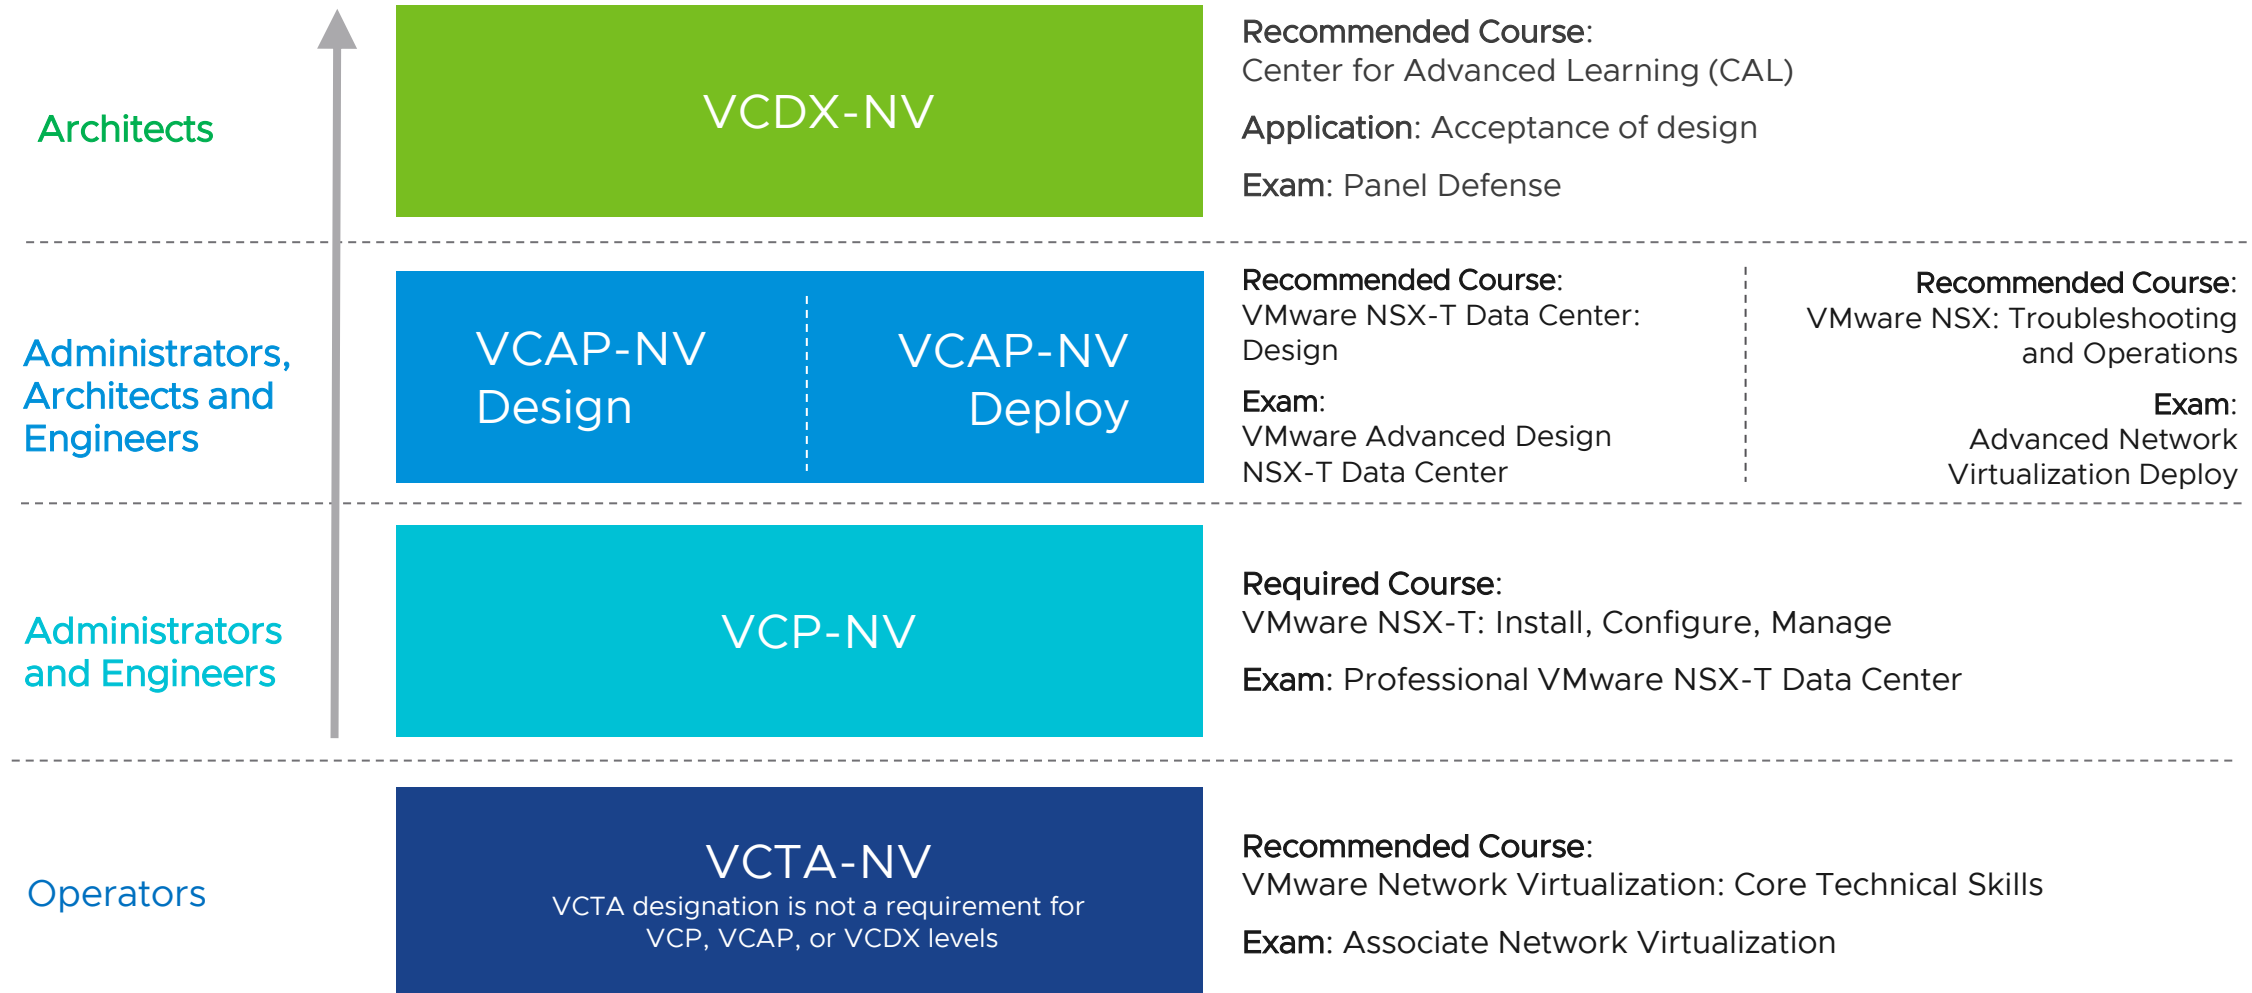 Architects
VCDX-NV
Recommended Course:
Center for Advanced Learning (CAL)
Application: Acceptance of design
Exam: Panel Defense
Administrators,
Architects and
Engineers
VCAP-NV
Design
VCAP-NV
Deploy
Recommended Course:
VMware NSX-T Data Center:
Design
Exam:
VMware Advanced Design
NSX-T Data Center
Recommended Course:
VMware NSX: Troubleshooting
and Operations
Exam:
Advanced Network
Virtualization Deploy
Administrators
and Engineers
VCP-NV
Required Course:
VMware NSX-T: Install, Configure, Manage
Exam: Professional VMware NSX-T Data Center
Operators
VCTA-NV
VCTA designation is not a requirement for
VCP, VCAP, or VCDX levels
Recommended Course:
VMware Network Virtualization: Core Technical Skills
Exam: Associate Network Virtualization